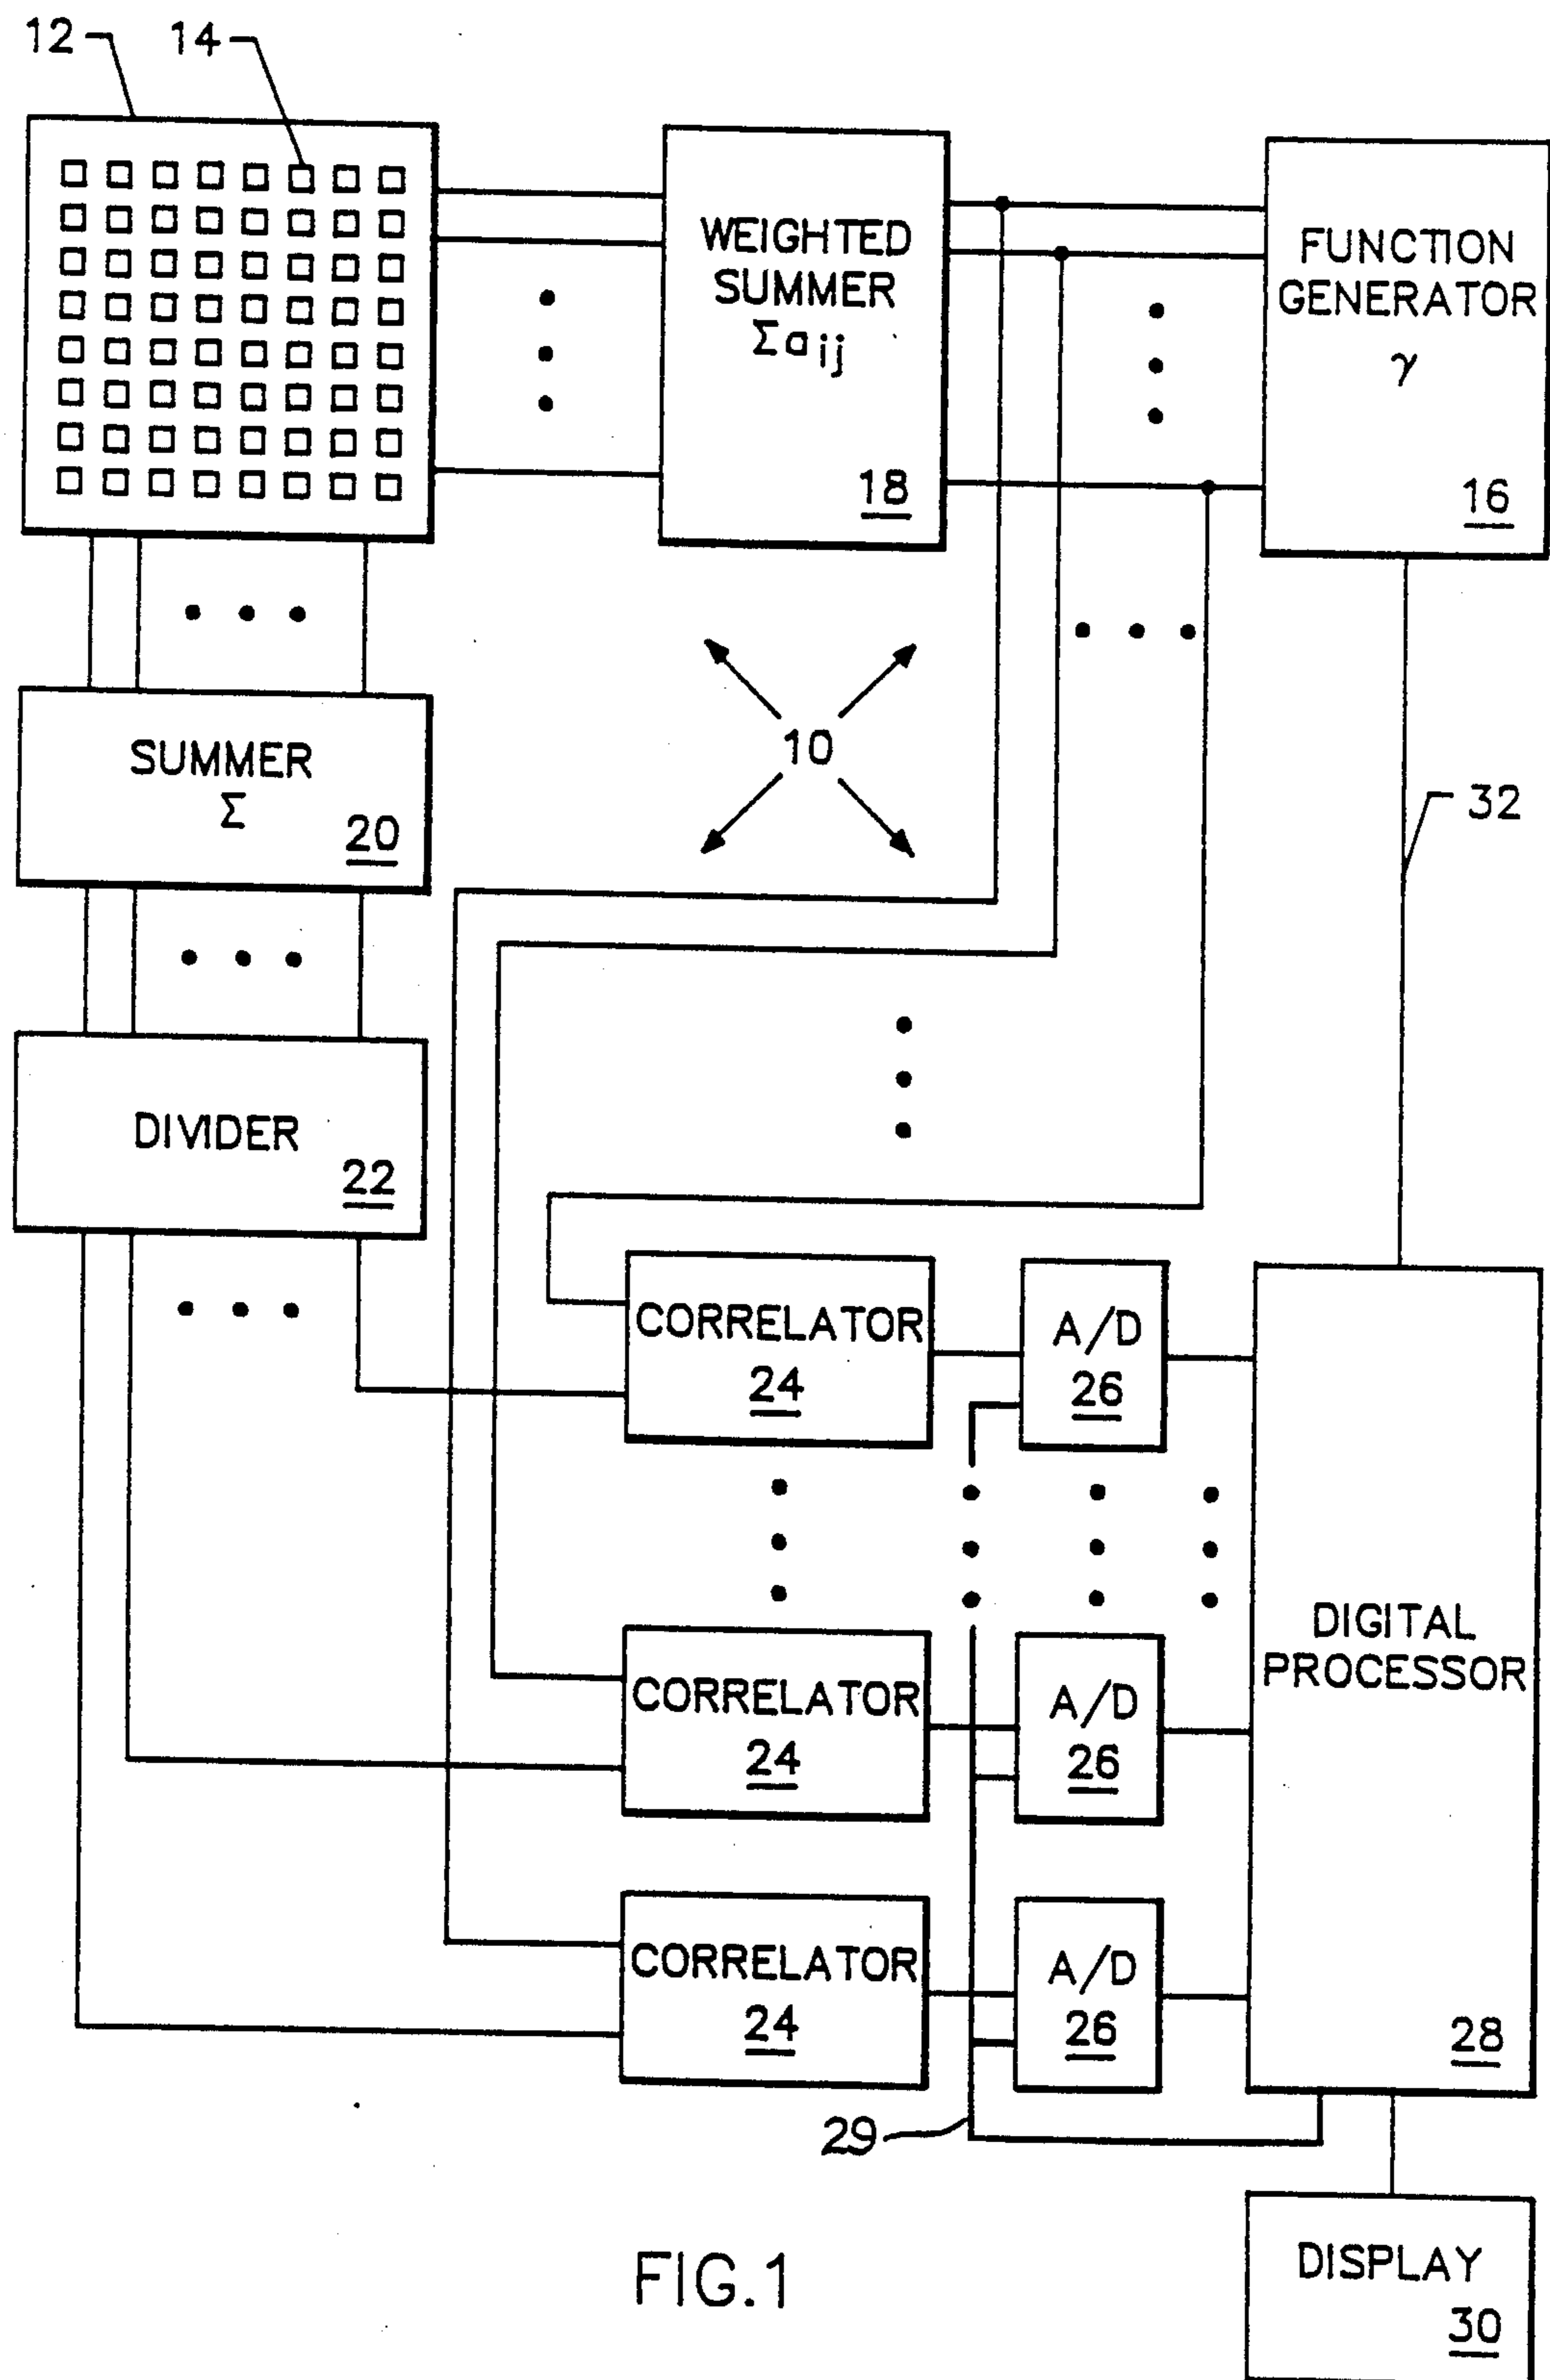 12
14
WEIGHTED
SUMMER
Σaij
18
FUNCTION
GENERATOR
γ
16
SUMMER
Σ
20
10
32
DIVIDER
22
CORRELATOR
24
A/D
26
CORRELATOR
24
A/D
26
DIGITAL
PROCESSOR
28
CORRELATOR
24
A/D
26
29
DISPLAY
30
FIG.1